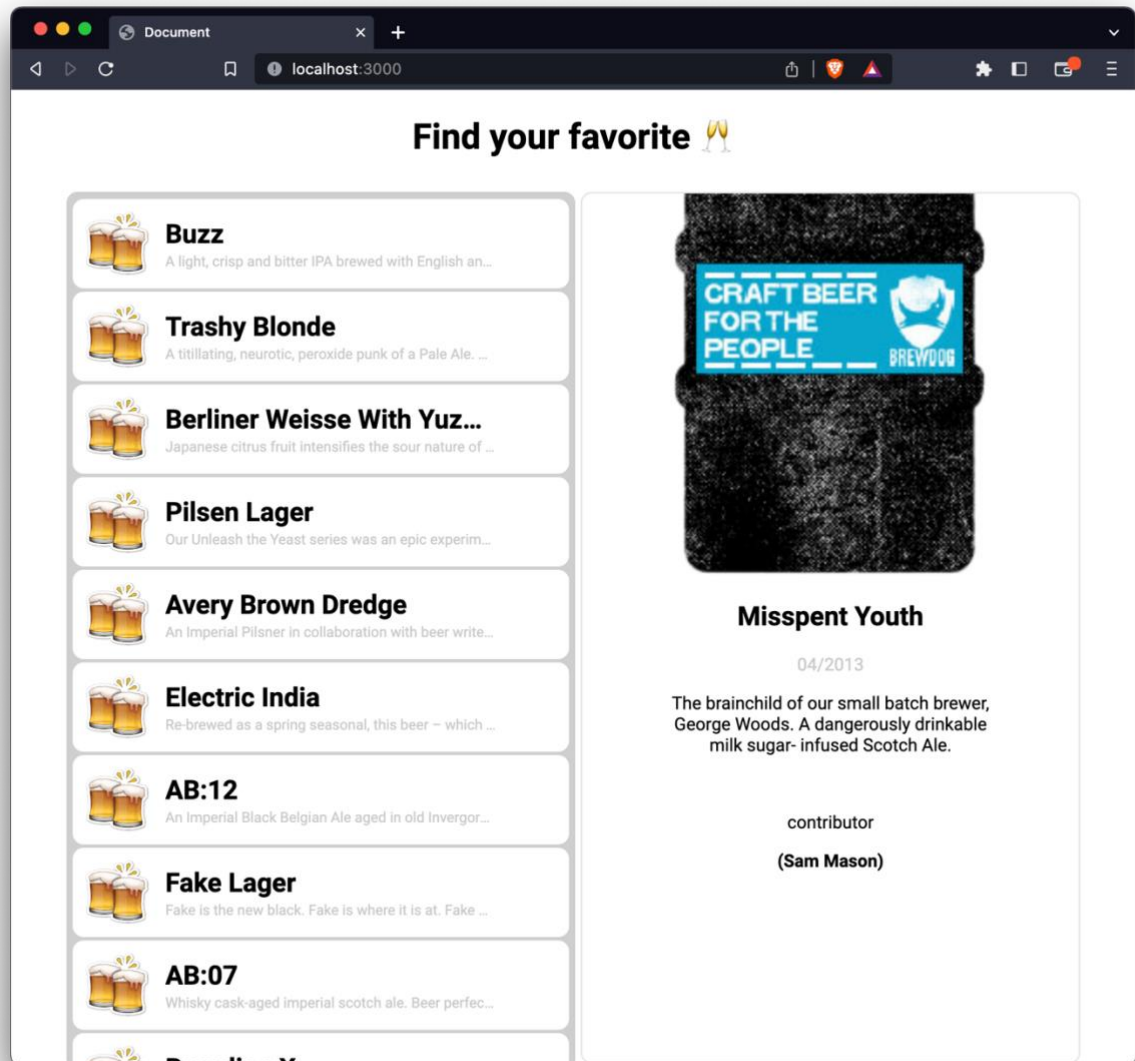 Document
localhost:3000
Find your favorite
Buzz
A light, crisp and bitter IPA brewed with English an...
Trashy Blonde
A titillating, neurotic, peroxide punk of a Pale Ale. ...
Berliner Weisse With Yuz...
Japanese citrus fruit intensifies the sour nature of ...
Pilsen Lager
Our Unleash the Yeast series was an epic experim...
Avery Brown Dredge
An Imperial Pilsner in collaboration with beer write...
Electric India
Re-brewed as a spring seasonal, this beer – which ...
AB:12
An Imperial Black Belgian Ale aged in old Invergor...
Fake Lager
Fake is the new black. Fake is where it is at. Fake ...
AB:07
Whisky cask-aged imperial scotch ale. Beer perfec...
CRAFT BEER
FOR THE
PEOPLE
BREWDOG
Misspent Youth
04/2013
The brainchild of our small batch brewer,
George Woods. A dangerously drinkable
milk sugar- infused Scotch Ale.
contributor
(Sam Mason)